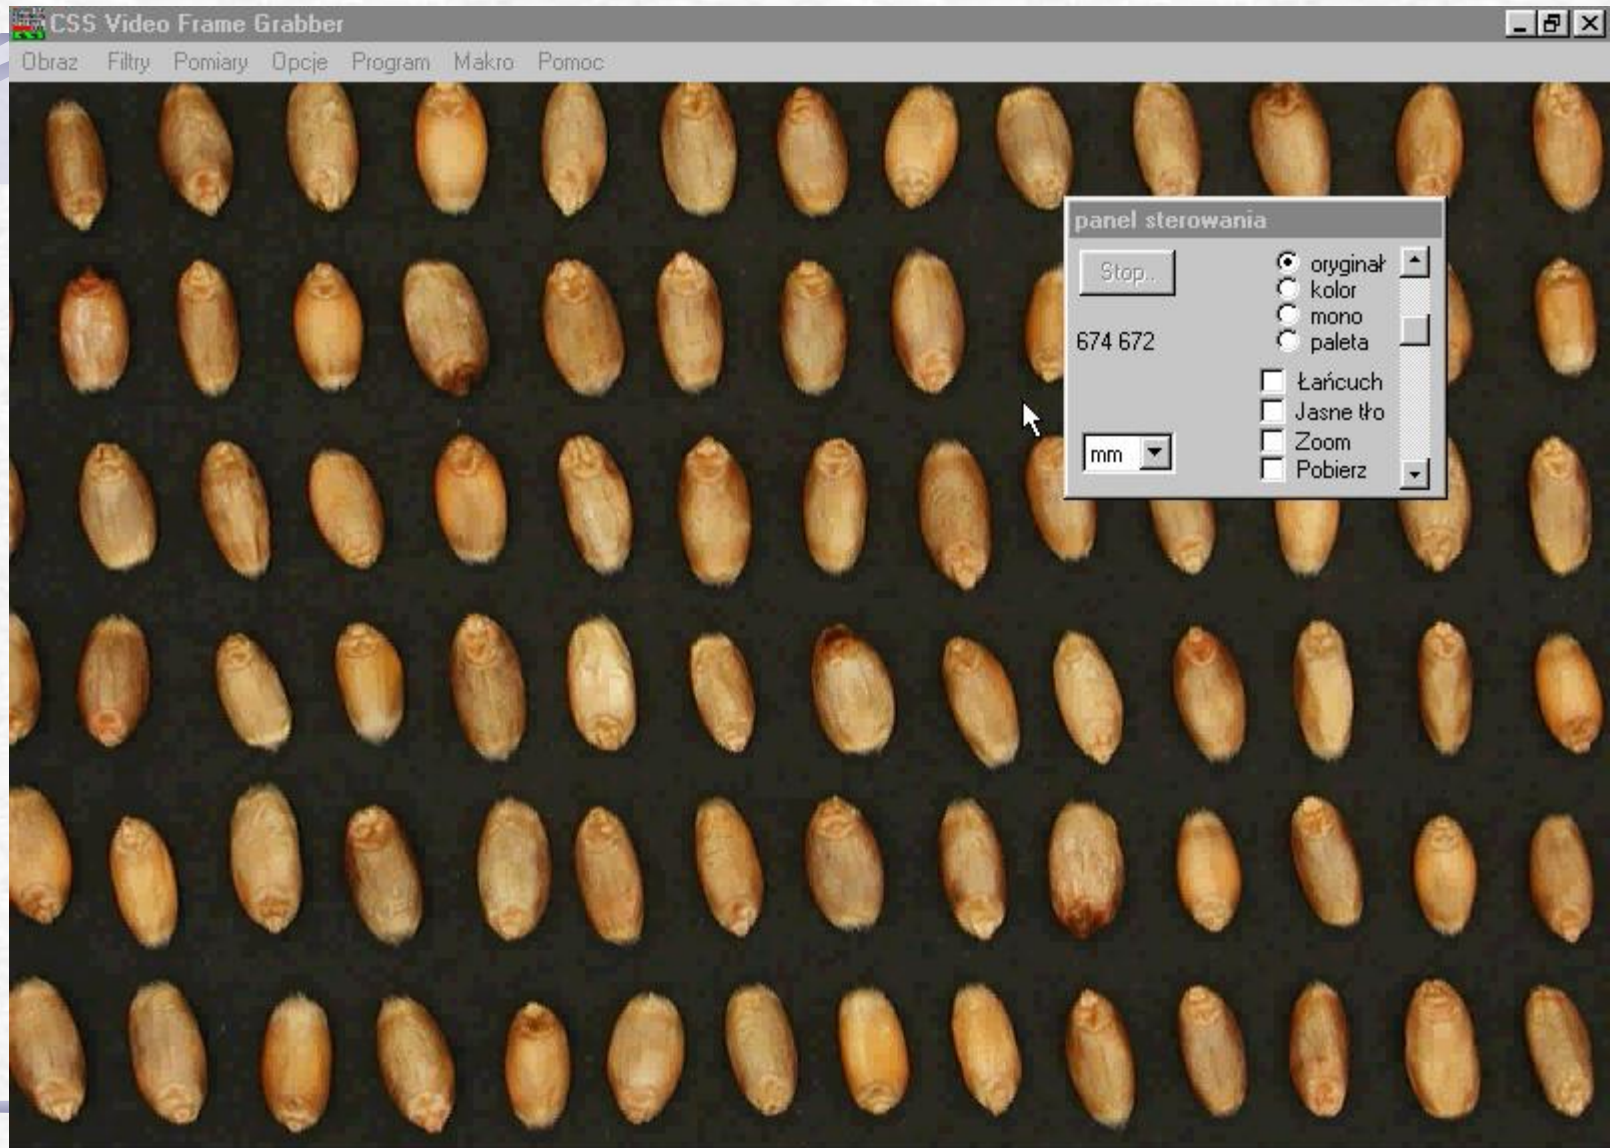 CSS Video Frame Grabber
Obraz Filtry Pomiary Opcje Program Makro Pomoc
panel sterowania
Stop..
oryginał
kolor
mono
674 672
paleta
Łańcuch
Jasne tło
Zoom
mm
Pobierz